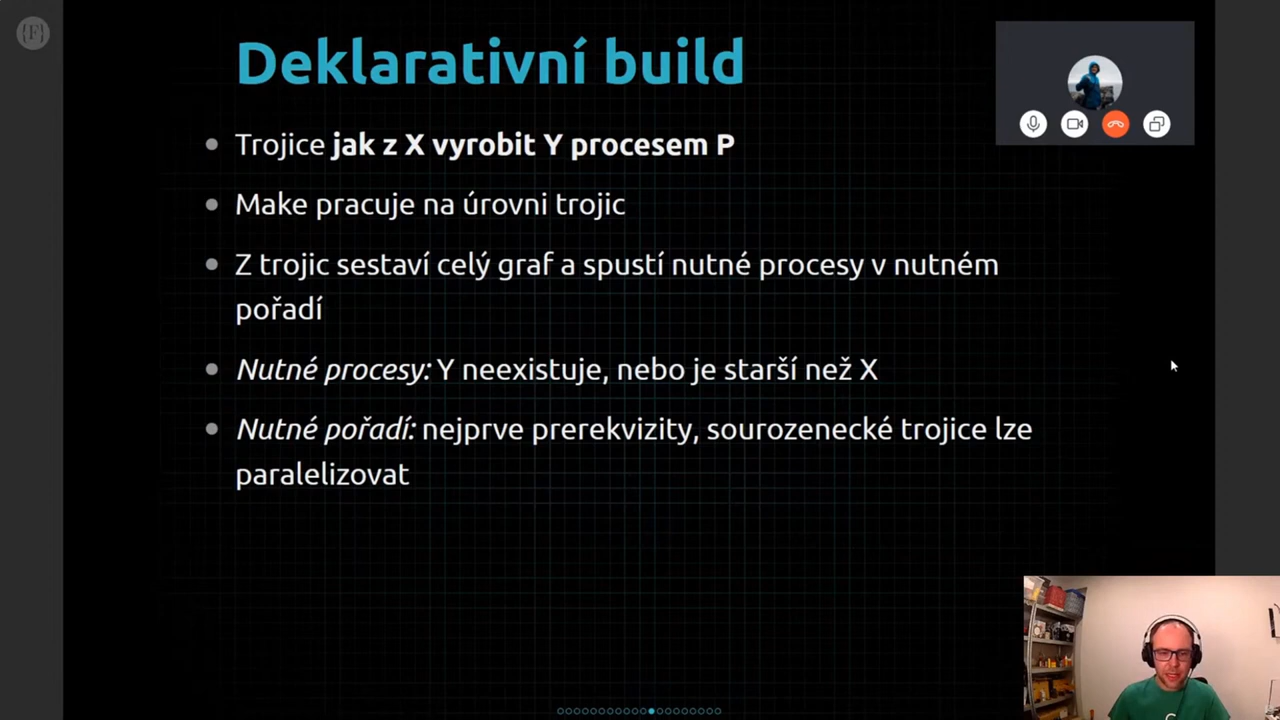 {F}
Deklarativní build
Trojice jak z X vyrobit Y procesem P
Make pracuje na úrovni trojic
Z trojic sestaví celý graf a spustí nutné procesy v nutném
pořadí
Nutné procesy: Y neexistuje, nebo je starší než X
Nutné pořadí: nejprve prerekvizity, sourozenecké trojice lze
paralelizovat